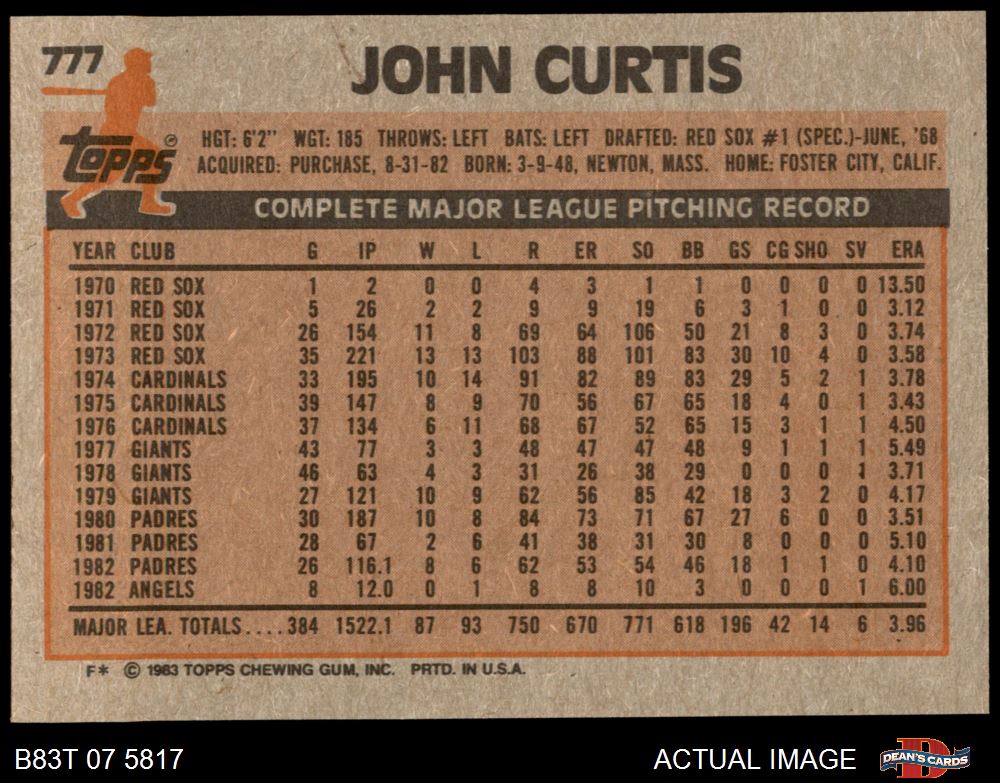 777
JOHN CURTIS
Topps ®
HGT: 6'2" WGT: 185 THROWS: LEFT BATS: LEFT DRAFTED: RED SOX #1 (SPEC.)-JUNE, '68
ACQUIRED: PURCHASE, 8-31-82 BORN: 3-9-48, NEWTON, MASS. HOME: FOSTER CITY, CALIF.
COMPLETE MAJOR LEAGUE PITCHING RECORD
YEAR CLUB G IP W L R ER SO BB GS CG SHO SV ERA
1970 RED SOX 1 2 0 0 4 3 1 1 0 0 0 0 13.50
1971 RED SOX 5 26 2 2 9 9 19 6 3 1 0 0 3.12
1972 RED SOX 26 154 11 8 69 64 106 50 21 8 3 0 3.74
1973 RED SOX 35 221 13 13 103 88 101 83 30 10 4 0 3.58
1974 CARDINALS 33 195 10 14 91 82 89 83 29 5 2 1 3.78
1975 CARDINALS 39 147 8 9 70 56 67 65 18 4 0 1 3.43
1976 CARDINALS 37 134 6 11 68 67 52 65 15 3 1 1 4.50
1977 GIANTS 43 77 3 3 48 47 47 48 9 1 1 1 5.49
1978 GIANTS 46 63 4 3 31 26 38 29 0 0 0 1 3.71
1979 GIANTS 27 121 10 9 62 56 85 42 18 3 2 0 4.17
1980 PADRES 30 187 10 8 84 73 71 67 27 6 0 0 3.51
1981 PADRES 28 67 2 6 41 38 31 30 8 0 0 0 5.10
1982 PADRES 26 116.1 8 6 62 53 54 46 18 1 1 0 4.10
1982 ANGELS 8 12.0 0 1 8 8 10 3 0 0 0 1 6.00
MAJOR LEA. TOTALS.... 384 1522.1 87 93 750 670 771 618 196 42 14 6 3.96
F* © 1983 TOPPS CHEWING GUM, INC. PRTD. IN U.S.A.
B83T 07 5817
ACTUAL IMAGE
DEAN'S CARDS